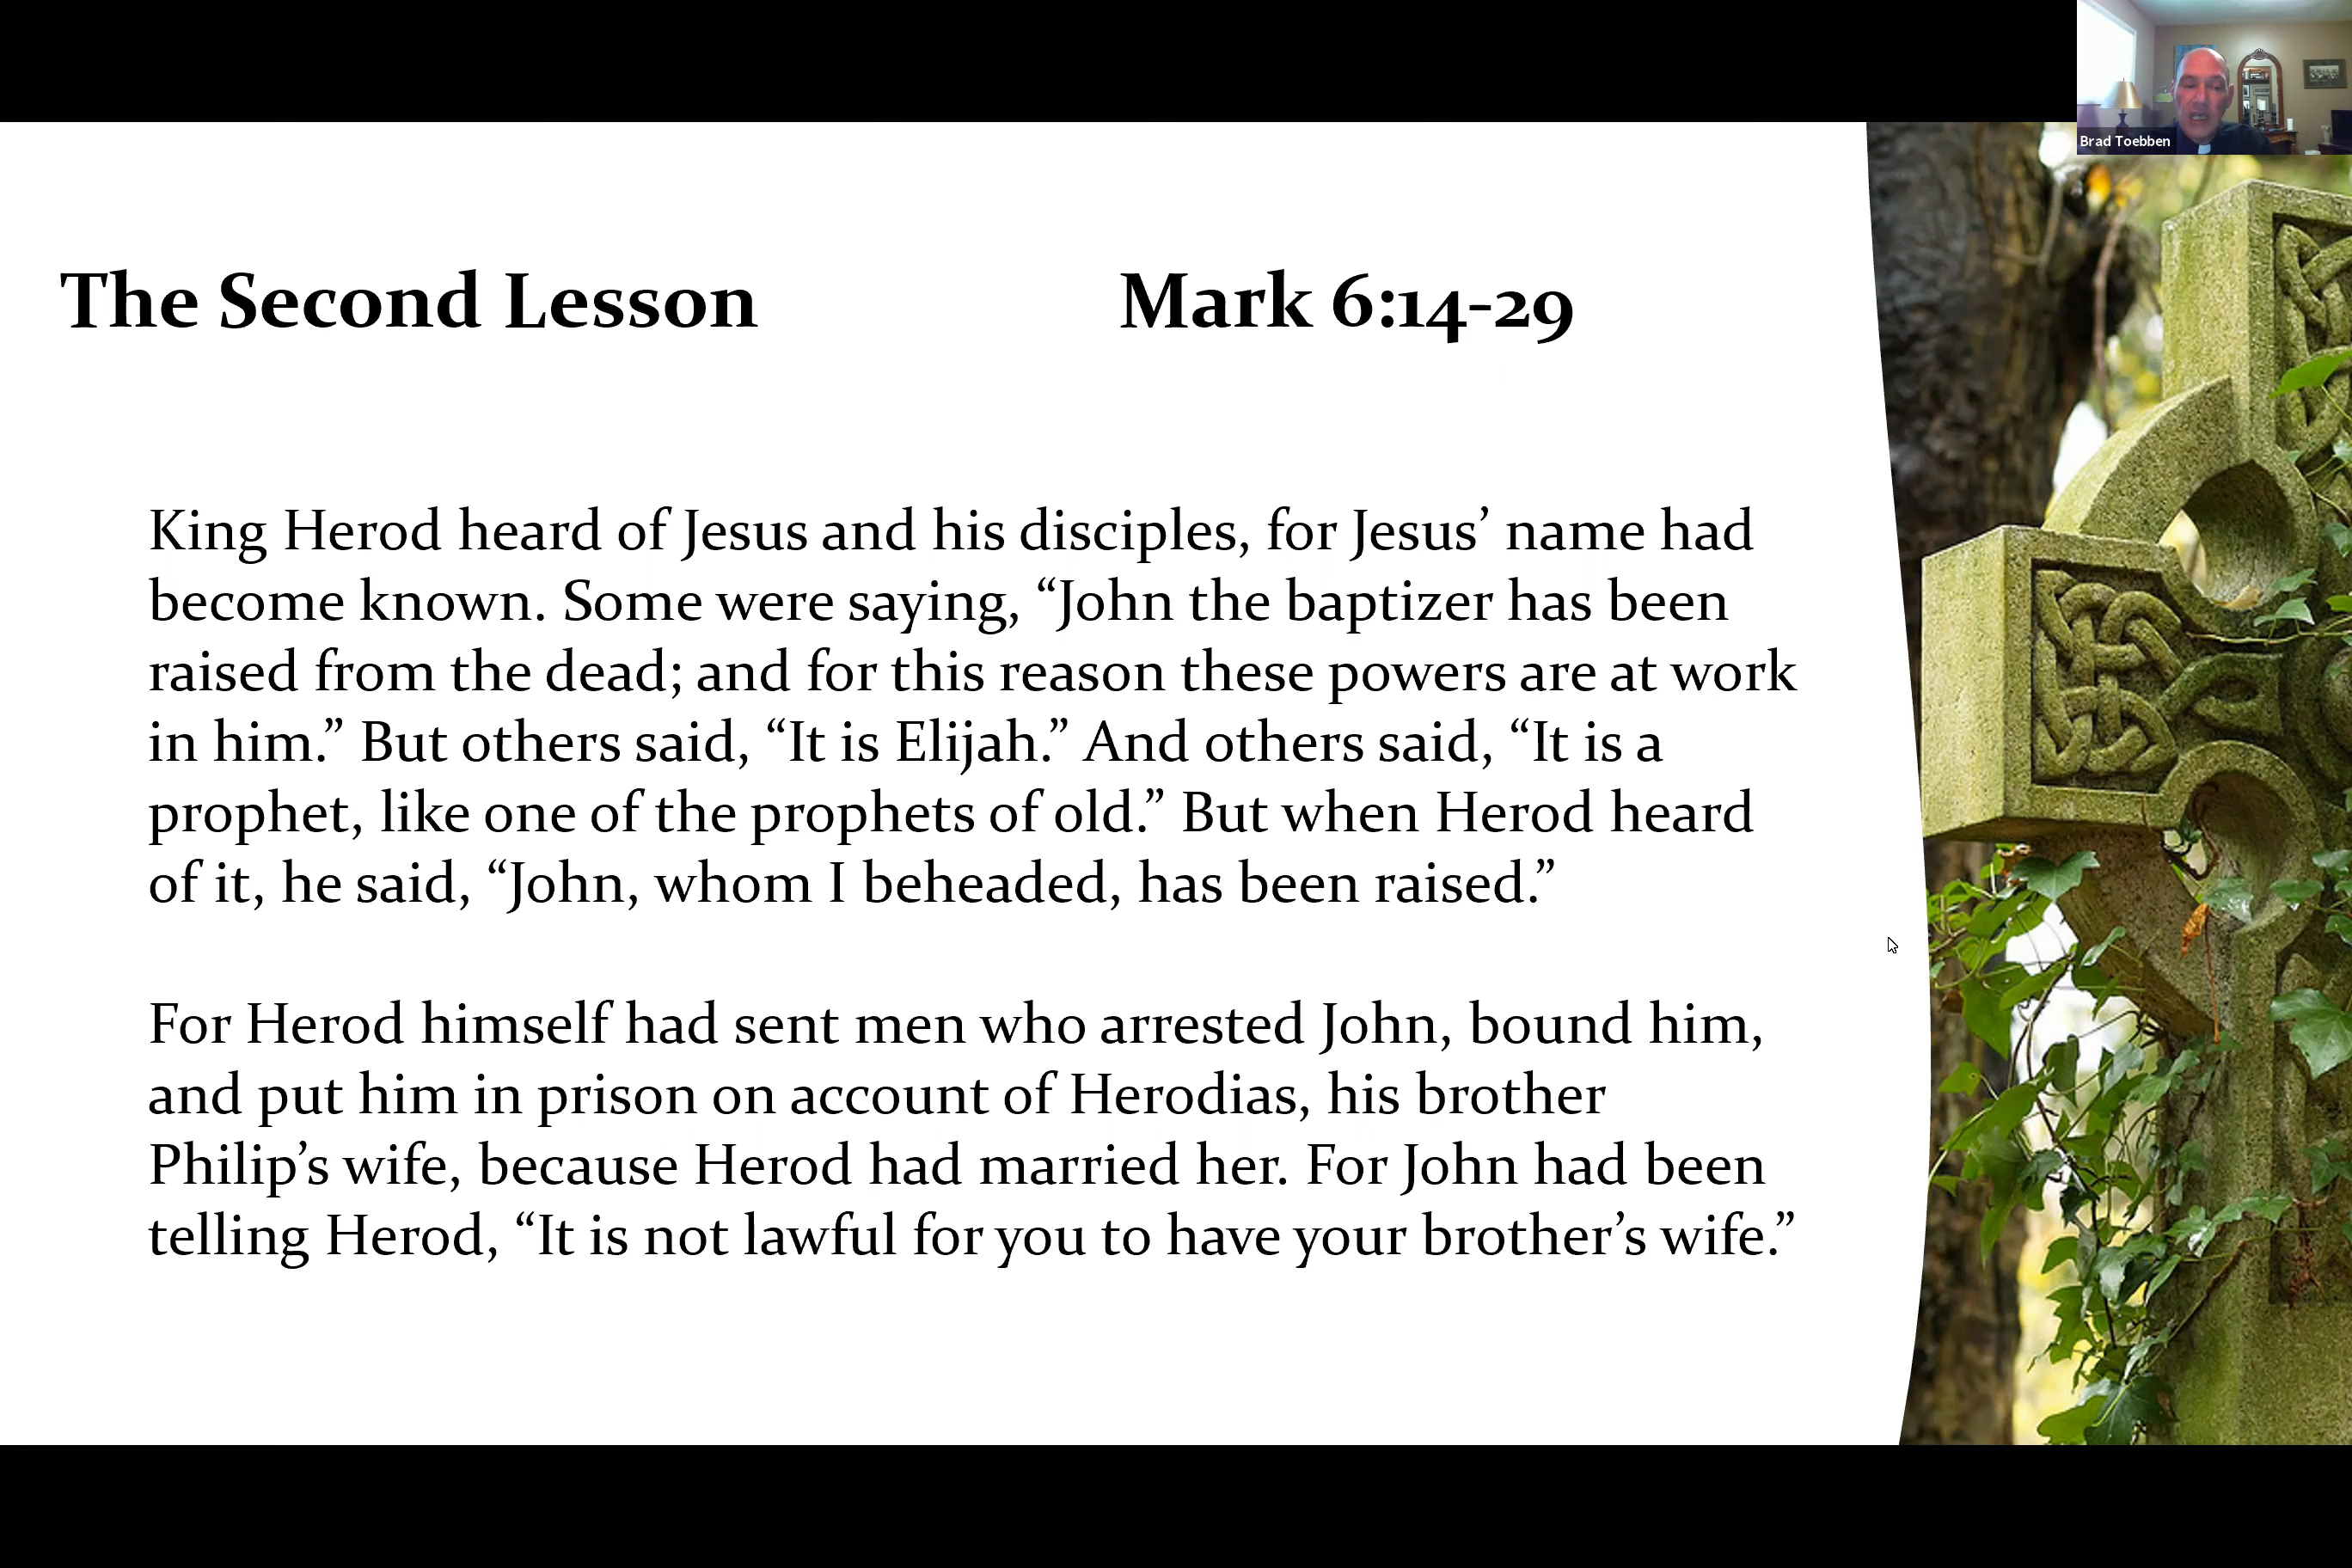 Brad Toebben
The Second Lesson Mark 6:14-29
King Herod heard of Jesus and his disciples, for Jesus’ name had
become known. Some were saying, “John the baptizer has been
raised from the dead; and for this reason these powers are at work
in him.” But others said, “It is Elijah.” And others said, “It is a
prophet, like one of the prophets of old.” But when Herod heard
of it, he said, “John, whom I beheaded, has been raised.”
For Herod himself had sent men who arrested John, bound him,
and put him in prison on account of Herodias, his brother
Philip’s wife, because Herod had married her. For John had been
telling Herod, “It is not lawful for you to have your brother’s wife.”